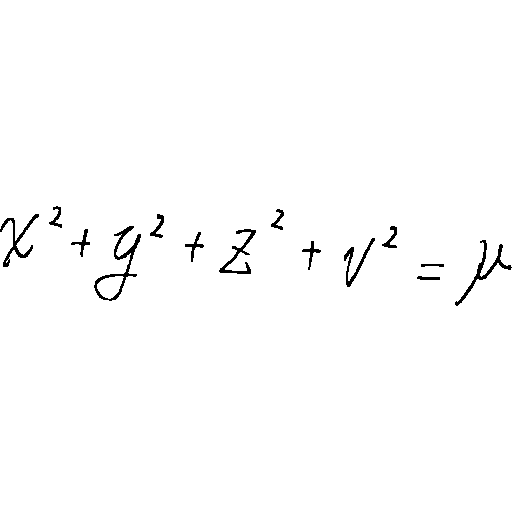 x² + y² + z² + v² = μ